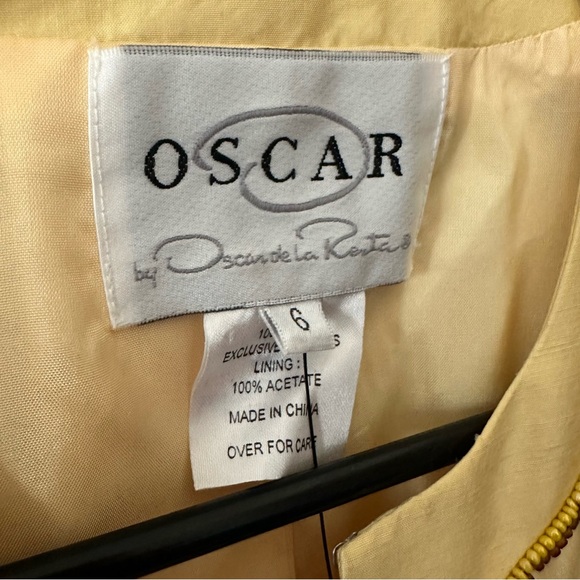 OSCAR
by Oscar de la Renta®
6
EXCLUSIVE
LINING :
100% ACETATE
MADE IN CHINA
OVER FOR CARE